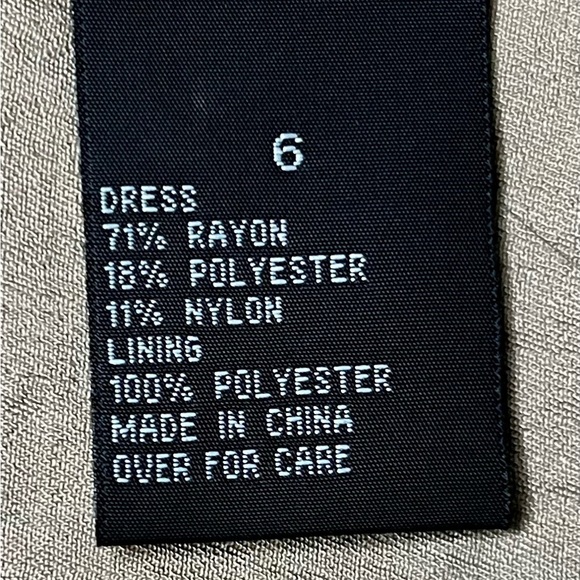 6
DRESS
71% RAYON
18% POLYESTER
11% NYLON
LINING
100% POLYESTER
MADE IN CHINA
OVER FOR CARE